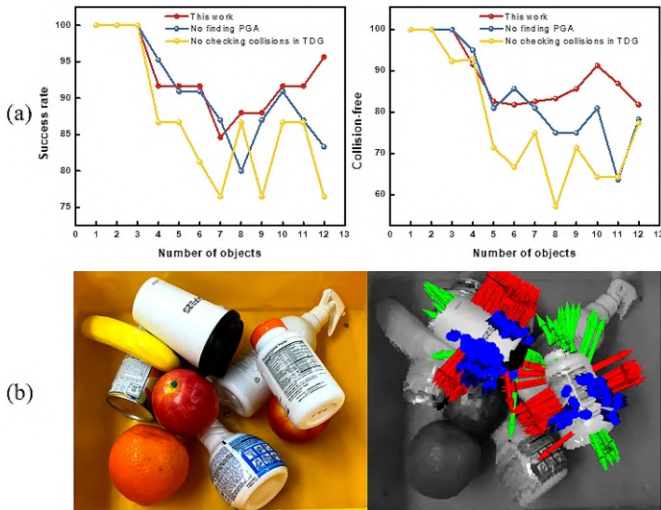 (a)
This work
No finding PGA
No checking collisions in TDG
Success rate
100
95
90
85
80
75
0 1 2 3 4 5 6 7 8 9 10 11 12 13
Number of objects
This work
No finding PGA
No checking collisions in TDG
Collision-free
100
90
80
70
60
0 1 2 3 4 5 6 7 8 9 10 11 12 13
Number of objects
(b)